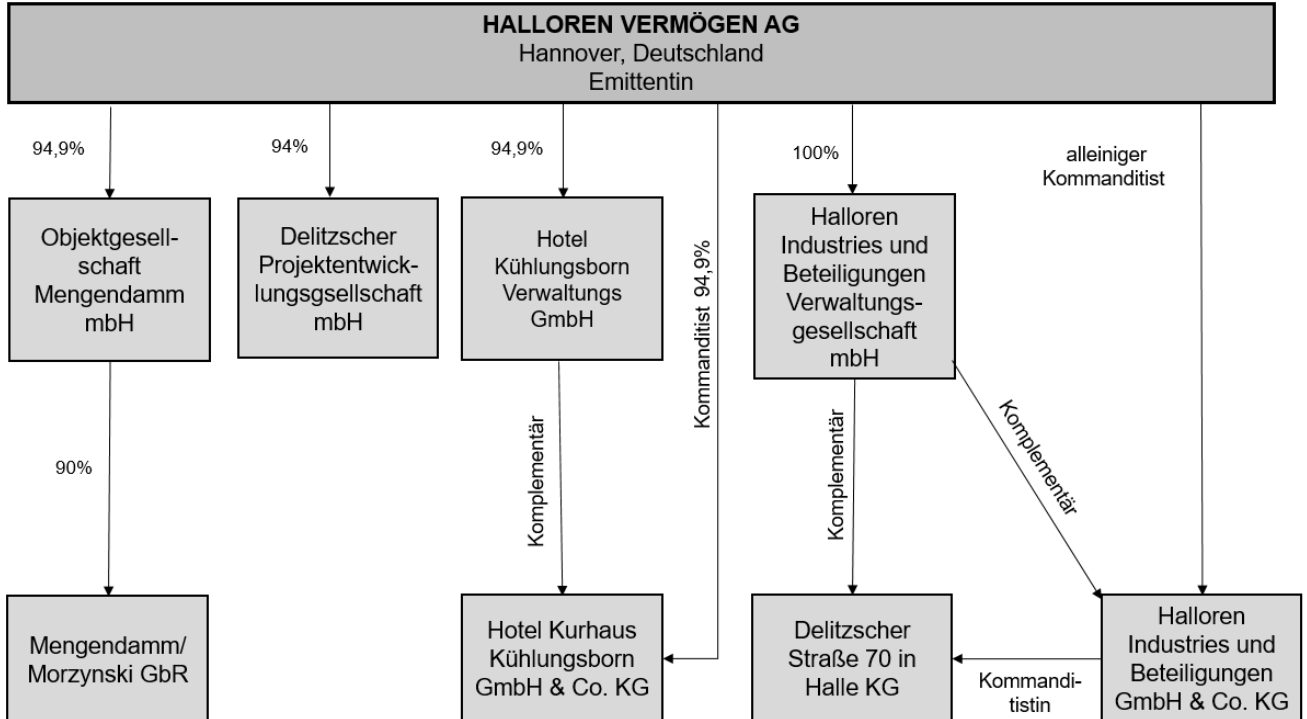 HALLOREN VERMÖGEN AG
Hannover, Deutschland
Emittentin
94,9%
94%
94,9%
Kommanditist 94,9%
100%
alleiniger
Kommanditist
Objektgesell-
schaft
Mengendamm
mbH
Delitzscher
Projektentwick-
lungsgsellschaft
mbH
Hotel
Kühlungsborn
Verwaltungs
GmbH
Halloren
Industries und
Beteiligungen
Verwaltungs-
gesellschaft
mbH
90%
Komplementär
Komplementär
Komplementär
Mengendamm/
Morzynski GbR
Hotel Kurhaus
Kühlungsborn
GmbH & Co. KG
Delitzscher
Straße 70 in
Halle KG
Kommandi-
tistin
Halloren
Industries und
Beteiligungen
GmbH & Co. KG